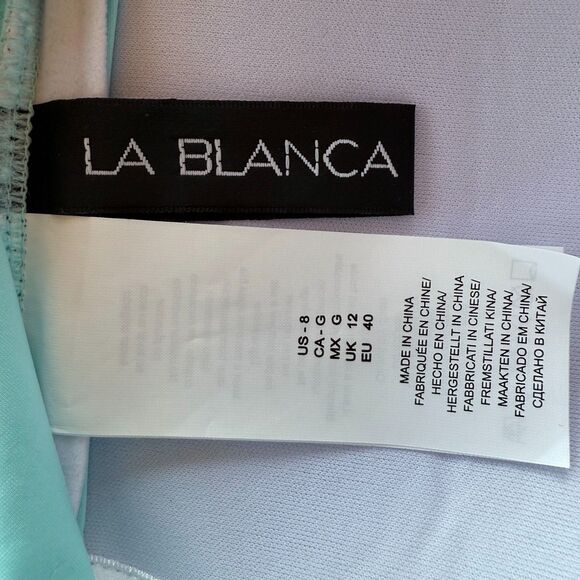 LA BLANCA
US - 8
CA - G
MX  G
UK  12
EU  40
MADE IN CHINA
FABRIQUÉE EN CHINE/
HECHO EN CHINA/
HERGESTELLT IN CHINA
FABBRICATI IN CINESE/
FREMSTILLATI KINA/
MAAKTEN IN CHINA/
FABRICADO EM CHINA/
СДЕЛАНО В КИТАЙ